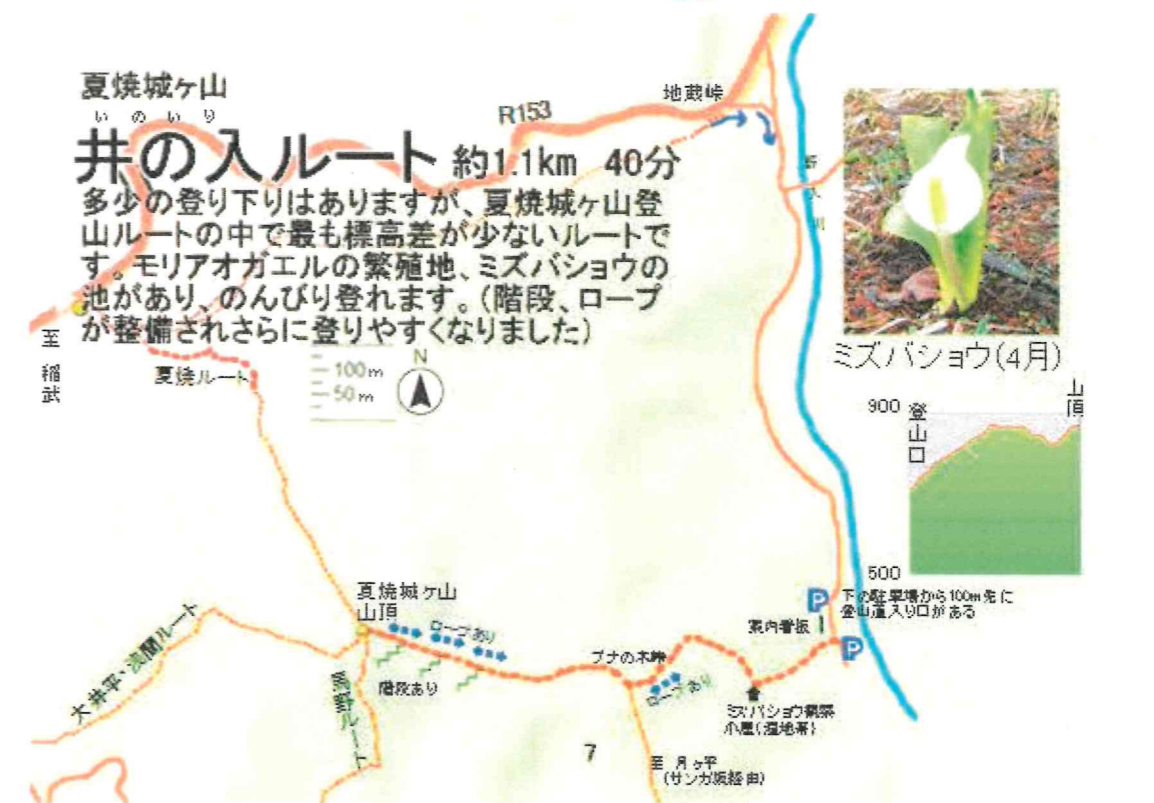 夏焼城ヶ山
いのいり
井の入ルート 約1.1km 40分
多少の登り下りはありますが、夏焼城ヶ山登
山ルートの中で最も標高差が少ないルートで
す。モリアオガエルの繁殖地、ミズバショウの
池があり、のんびり登れます。(階段、ロープ
が整備されさらに登りやすくなりました)
R153
地蔵峠
至
稲
武
夏焼ルート
100m
50m
N
ミズバショウ(4月)
900
登山口
山頂
500
P
下の駐車場から100m先に
登山道入り口がある
案内看板
P
夏焼城ヶ山
山頂
ロープあり
階段あり
ブナの木峠
ロープあり
ミズバショウ観察
小屋(湿地帯)
大井平・浅間ルート
ルート
7
至 月ヶ平
(サンガ坂経由)